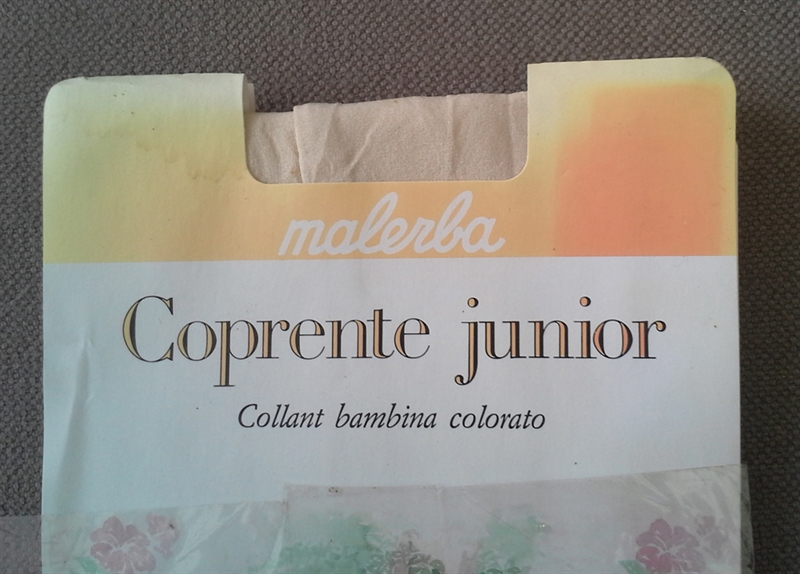 malerba
Coprente junior
Collant bambina colorato